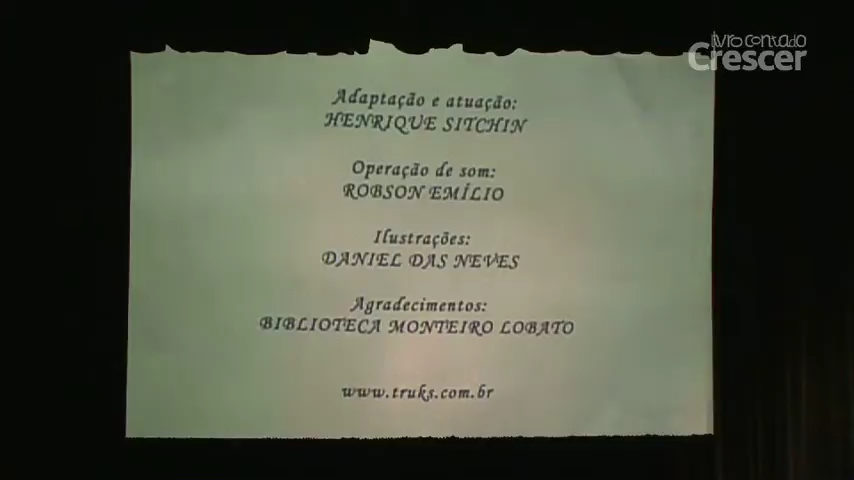 livro contado
Crescer
Adaptação e atuação:
HENRIQUE SITCHIN
Operação de som:
ROBSON EMÍLIO
Ilustrações:
DANIEL DAS NEVES
Agradecimentos:
BIBLIOTECA MONTEIRO LOBATO
www.truks.com.br